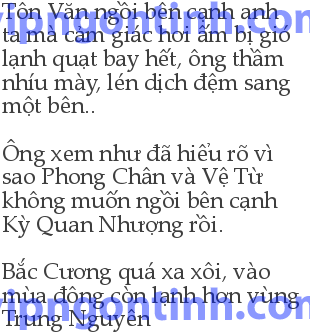 Tôn Văn ngồi bên cạnh anh
ta mà cảm giác hơi ấm bị gió
lạnh quạt bay hết, ông thầm
nhíu mày, lén dịch đệm sang
một bên..
Ông xem như đã hiểu rõ vì
sao Phong Chân và Vệ Từ
không muốn ngồi bên cạnh
Kỳ Quan Nhượng rồi.
vipngontinh.com
Bắc Cương quá xa xôi, vào
mùa đông còn lạnh hơn vùng
Trung Nguyên